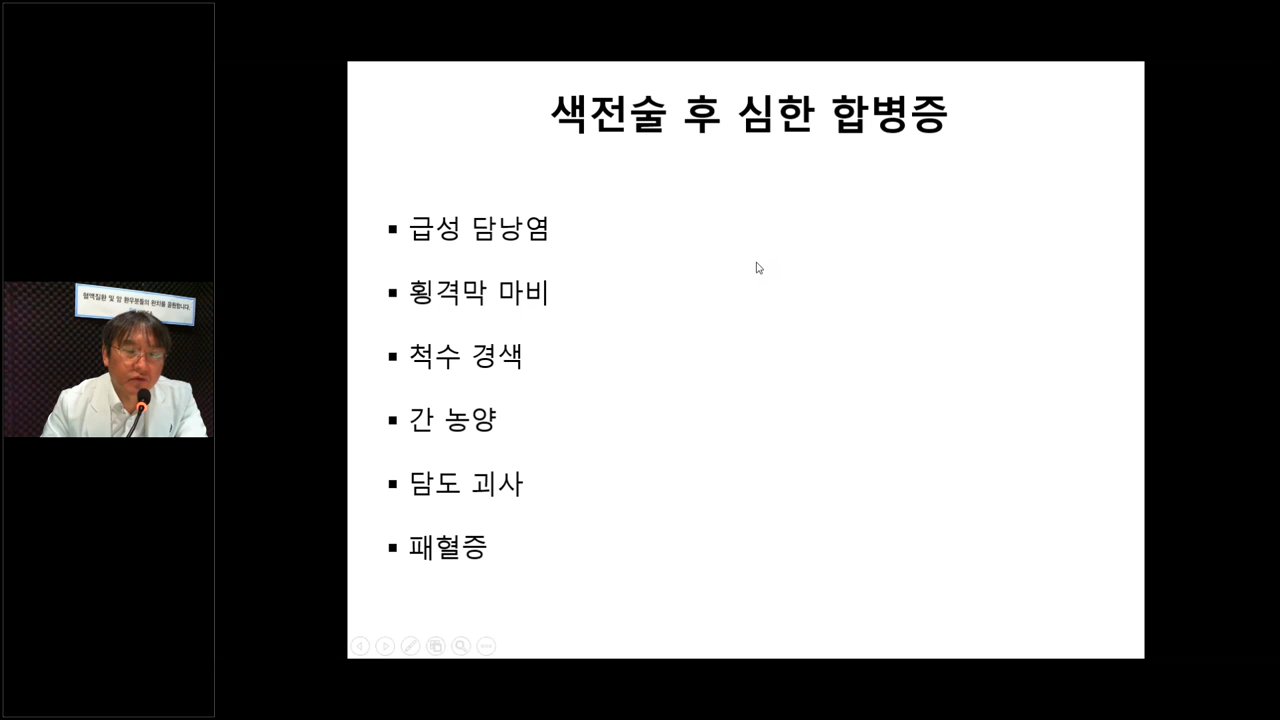 혈액질환 및 암 환우분들의 완치를 응원합니다.
색전술 후 심한 합병증
▪ 급성 담낭염
▪ 횡격막 마비
▪ 척수 경색
▪ 간 농양
▪ 담도 괴사
▪ 패혈증